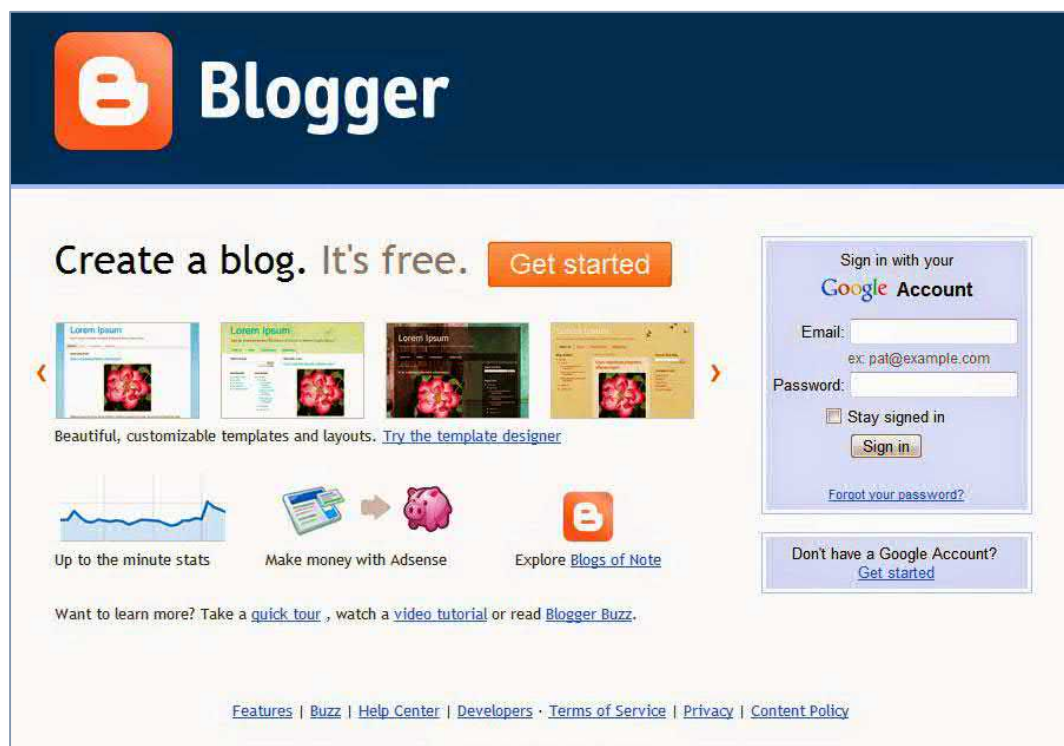 Blogger
Create a blog. It's free. Get started
Lorem Ipsum
Lorem Ipsum
Lorem Ipsum
Lorem Ipsum
Beautiful, customizable templates and layouts. Try the template designer
Up to the minute stats
Make money with Adsense
Explore Blogs of Note
Want to learn more? Take a quick tour , watch a video tutorial or read Blogger Buzz.
Sign in with your
Google Account
Email:
ex: pat@example.com
Password:
Stay signed in
Sign in
Forgot your password?
Don't have a Google Account?
Get started
Features | Buzz | Help Center | Developers · Terms of Service | Privacy | Content Policy